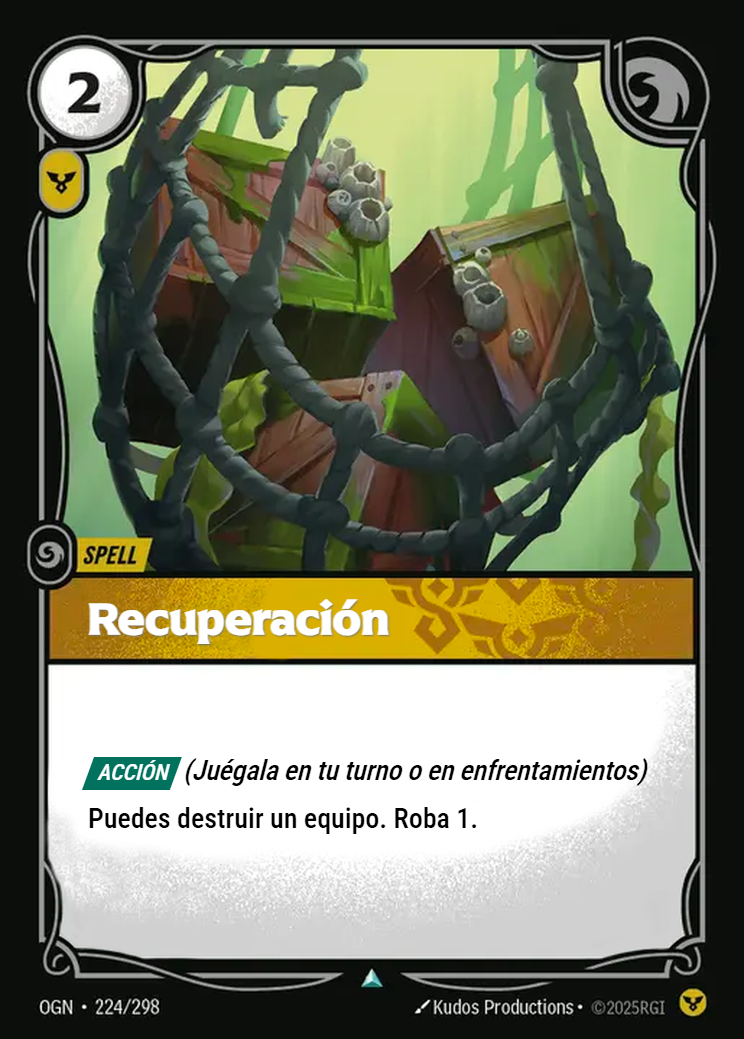 2
SPELL
Recuperación
ACCIÓN (Juégala en tu turno o en enfrentamientos)
Puedes destruir un equipo. Roba 1.
OGN • 224/298
Kudos Productions • ©2025RGI